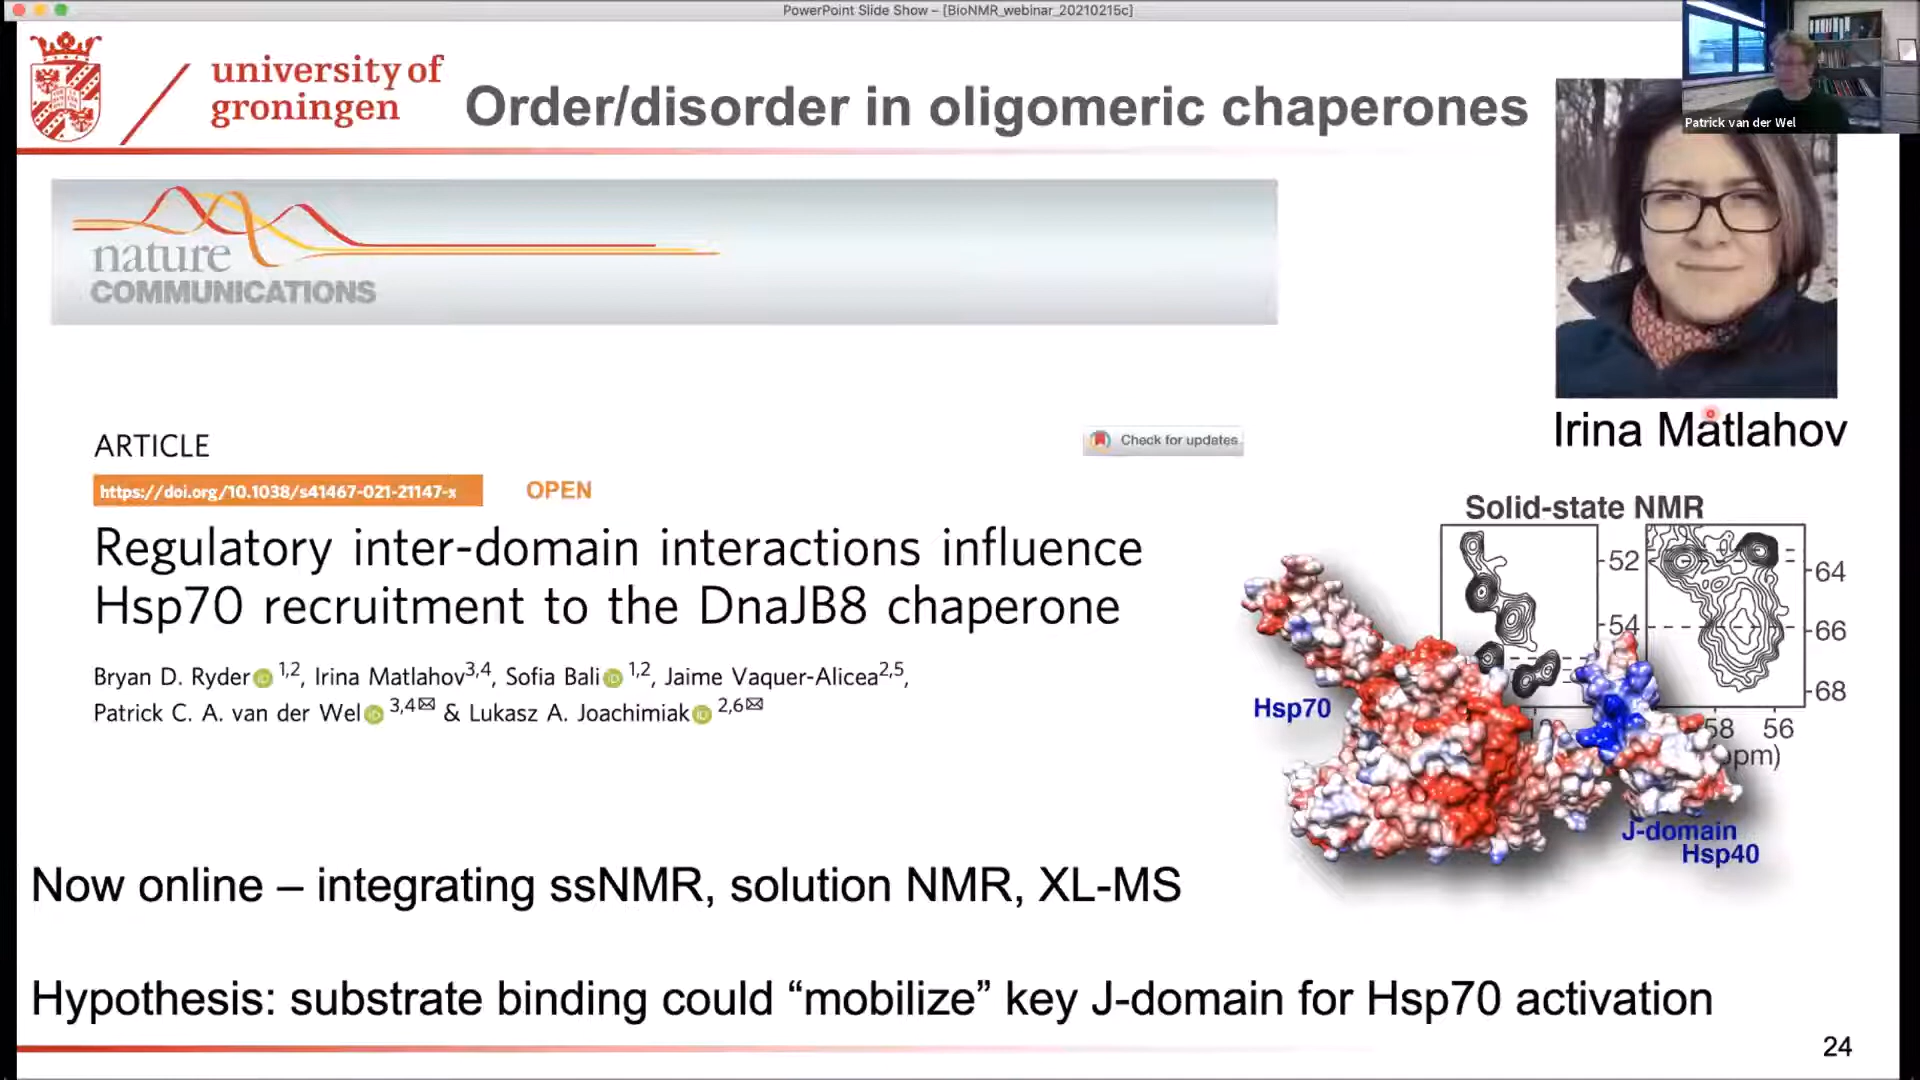 PowerPoint Slide Show – [BioNMR_webinar_20210215c]
university of
groningen
Order/disorder in oligomeric chaperones
Patrick van der Wel
nature
COMMUNICATIONS
Irina Matlahov
ARTICLE
Check for updates
https://doi.org/10.1038/s41467-021-21147-x
OPEN
Regulatory inter-domain interactions influence
Hsp70 recruitment to the DnaJB8 chaperone
Bryan D. Ryder 1,2, Irina Matlahov3,4, Sofia Bali 1,2, Jaime Vaquer-Alicea2,5,
Patrick C. A. van der Wel 3,4✉ & Lukasz A. Joachimiak 2,6✉
Solid-state NMR
52
64
54
66
68
58 56
ppm)
Hsp70
J-domain
Hsp40
Now online – integrating ssNMR, solution NMR, XL-MS
Hypothesis: substrate binding could “mobilize” key J-domain for Hsp70 activation
24